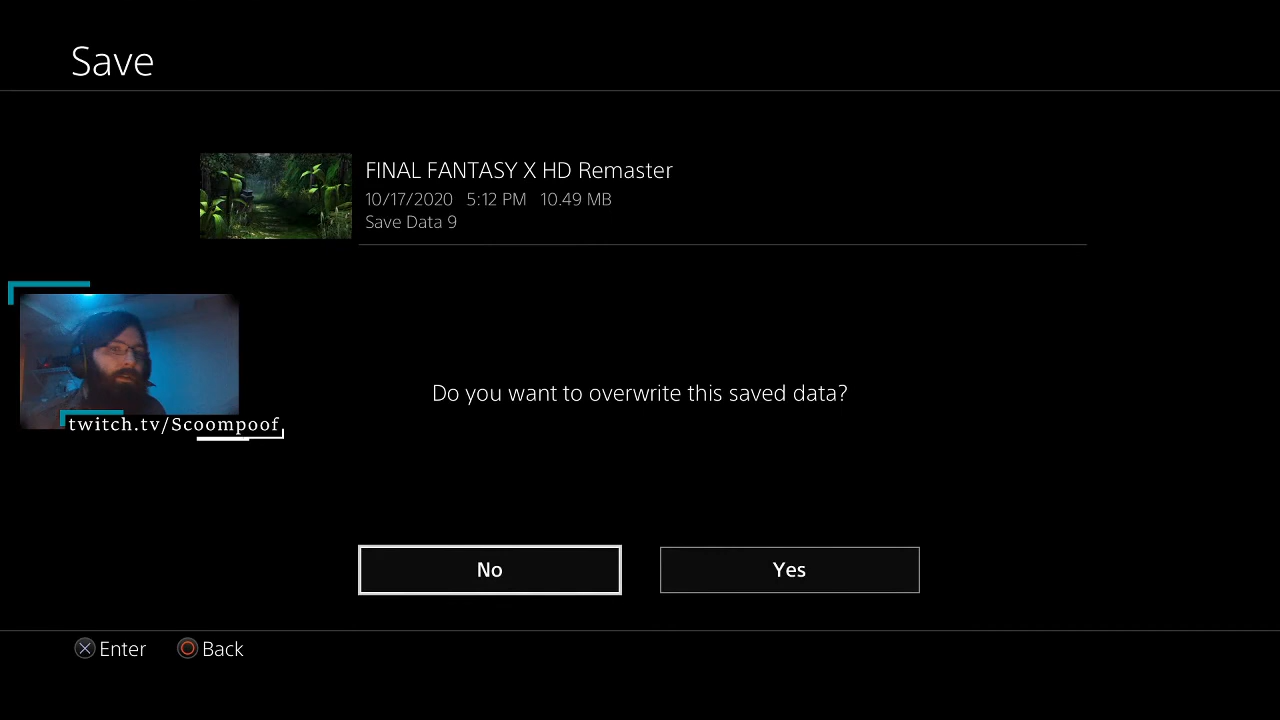 Save
FINAL FANTASY X HD Remaster
10/17/2020 5:12 PM 10.49 MB
Save Data 9
twitch.tv/Scoompoof
Do you want to overwrite this saved data?
No Yes
Enter Back